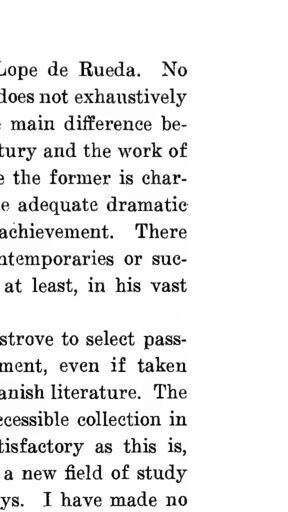 Lope de Rueda. No
does not exhaustively
main difference be-
tury and the work of
the former is char-
e adequate dramatic
achievement. There
ntemporaries or suc-
at least, in his vast
strove to select pass-
ment, even if taken
anish literature. The
ccessible collection in
tisfactory as this is,
a new field of study
ys. I have made no